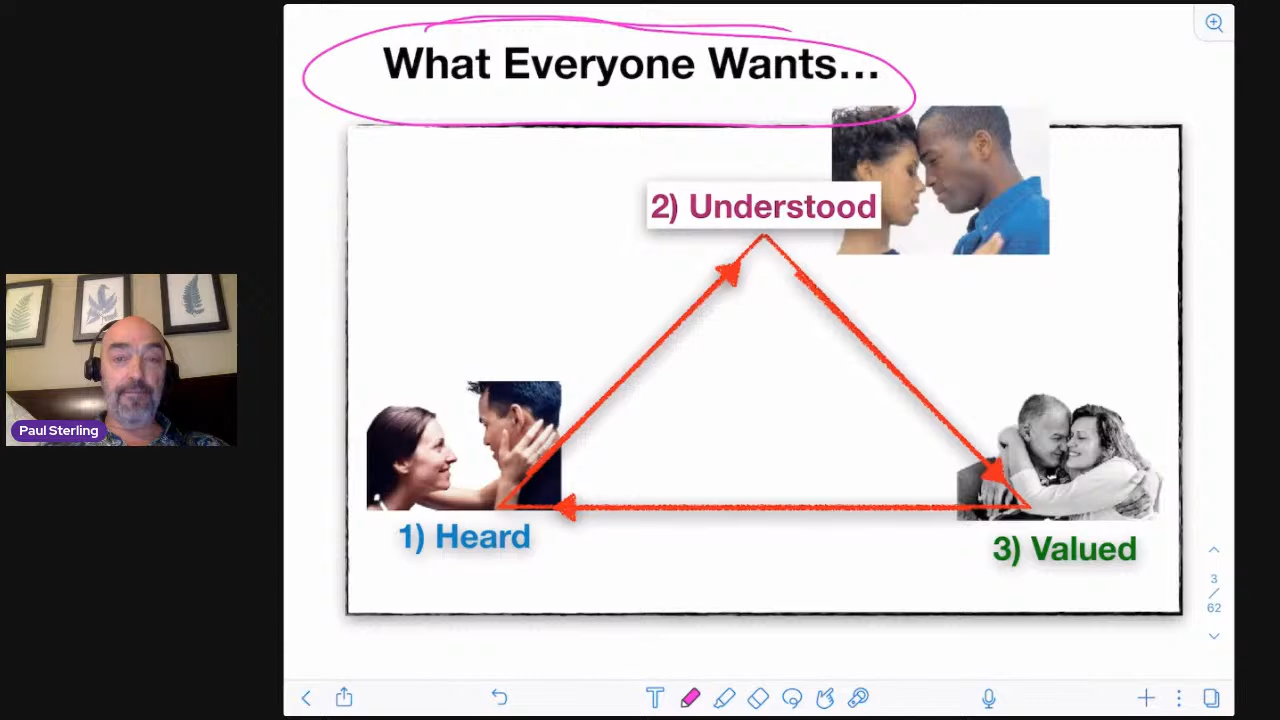 What Everyone Wants...
2) Understood
Paul Sterling
1) Heard
3) Valued
3
/
62
T